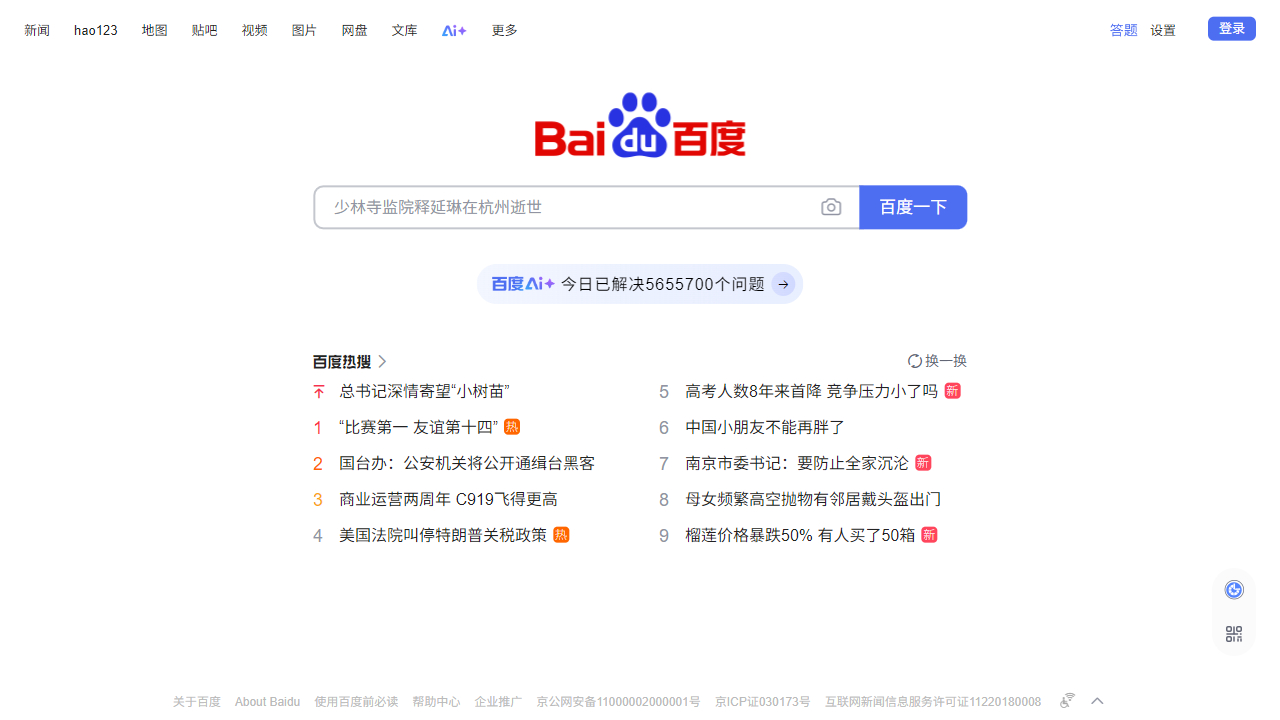 新闻 hao123 地图 贴吧 视频 图片 网盘 文库 Ai+ 更多 答题 设置 登录
Bai du 百度
少林寺监院释延琳在杭州逝世 百度一下
百度Ai+ 今日已解决5655700个问题
百度热搜 换一换
总书记深情寄望“小树苗”
1 “比赛第一 友谊第十四” 热
2 国台办：公安机关将公开通缉台黑客
3 商业运营两周年 C919飞得更高
4 美国法院叫停特朗普关税政策 热
5 高考人数8年来首降 竞争压力小了吗 新
6 中国小朋友不能再胖了
7 南京市委书记：要防止全家沉沦 新
8 母女频繁高空抛物有邻居戴头盔出门
9 榴莲价格暴跌50% 有人买了50箱 新
关于百度 About Baidu 使用百度前必读 帮助中心 企业推广 京公网安备11000002000001号 京ICP证030173号 互联网新闻信息服务许可证11220180008